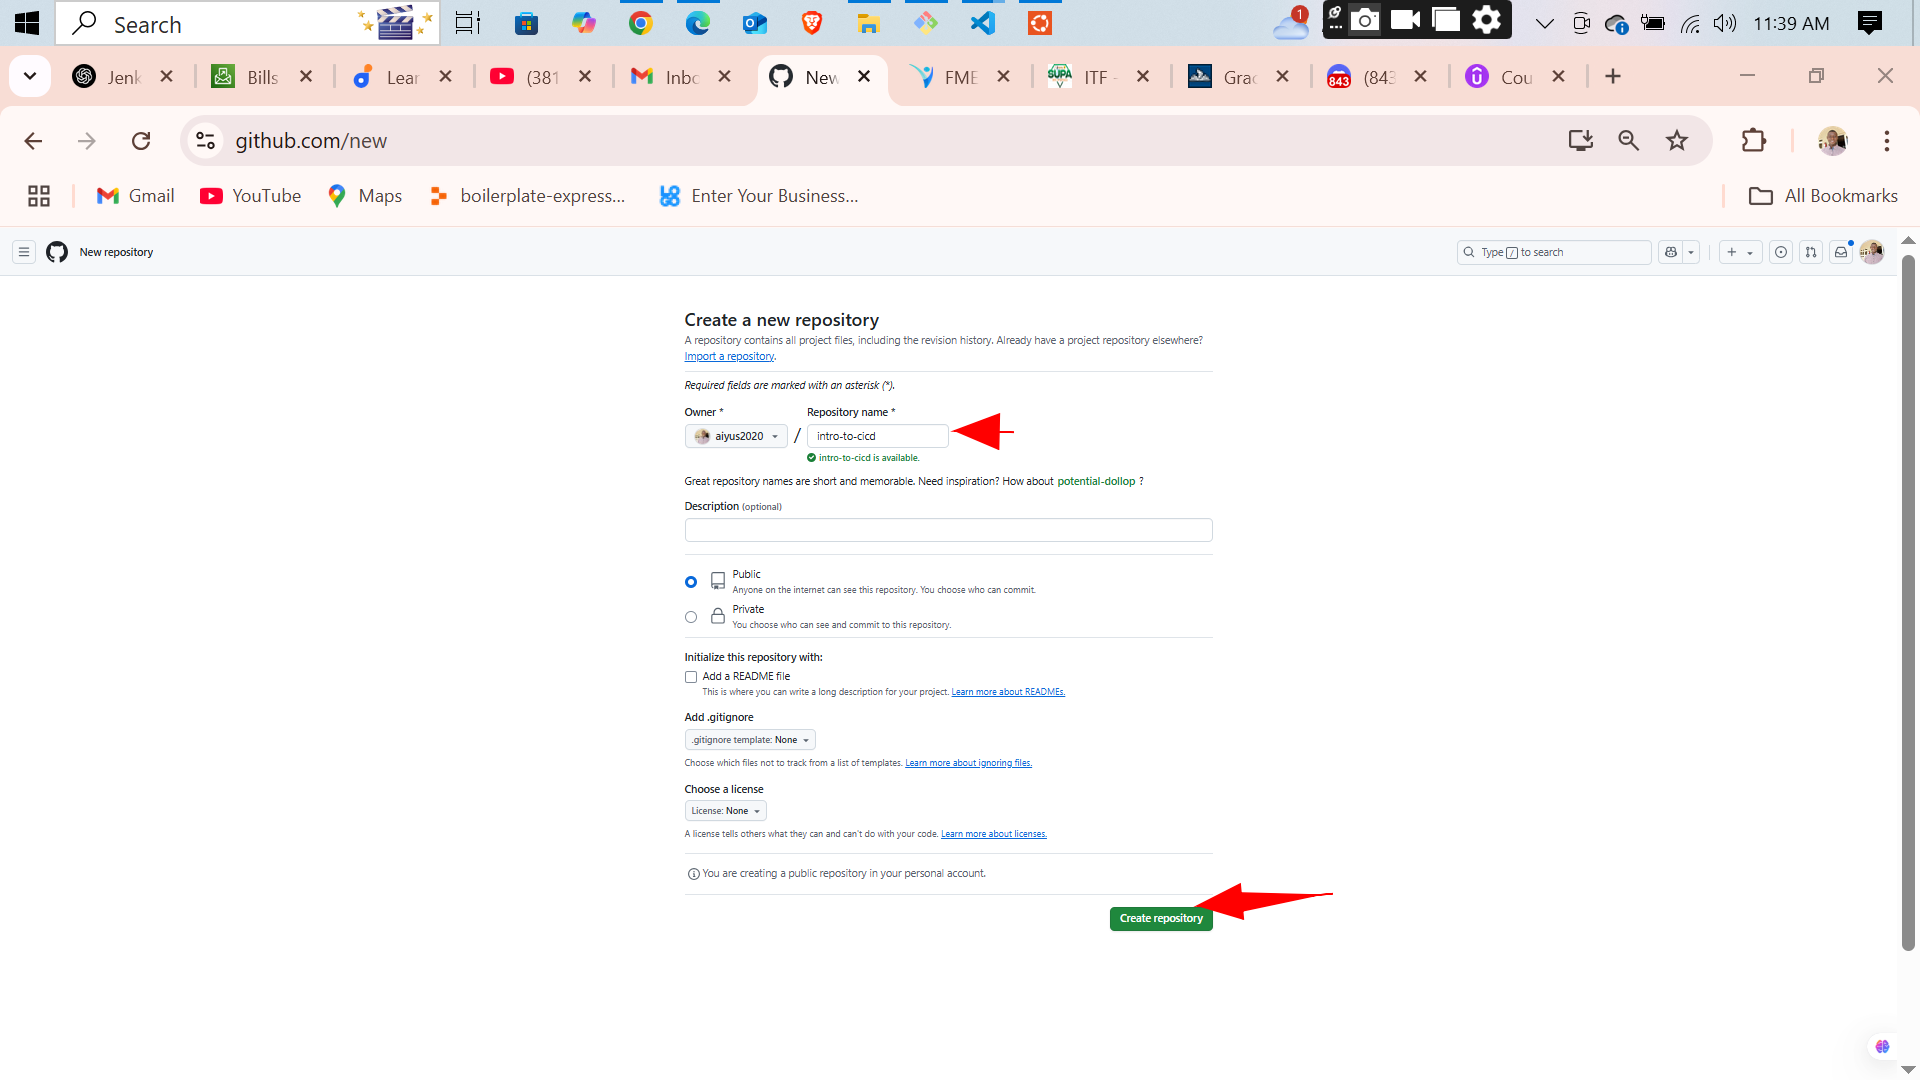 Search
1
11:39 AM
Jenk
Bills
Lear
(381
Inbo
New
FME
ITF -
Grad
843
(843
Cou
github.com/new
Gmail
YouTube
Maps
boilerplate-express...
Enter Your Business...
All Bookmarks
New repository
Type / to search
Create a new repository
A repository contains all project files, including the revision history. Already have a project repository elsewhere?
Import a repository.
Required fields are marked with an asterisk (*).
Owner *
Repository name *
aiyus2020
/
intro-to-cicd
intro-to-cicd is available.
Great repository names are short and memorable. Need inspiration? How about potential-dollop ?
Description (optional)
Public
Anyone on the internet can see this repository. You choose who can commit.
Private
You choose who can see and commit to this repository.
Initialize this repository with:
Add a README file
This is where you can write a long description for your project. Learn more about READMEs.
Add .gitignore
.gitignore template: None
Choose which files not to track from a list of templates. Learn more about ignoring files.
Choose a license
License: None
A license tells others what they can and can't do with your code. Learn more about licenses.
You are creating a public repository in your personal account.
Create repository